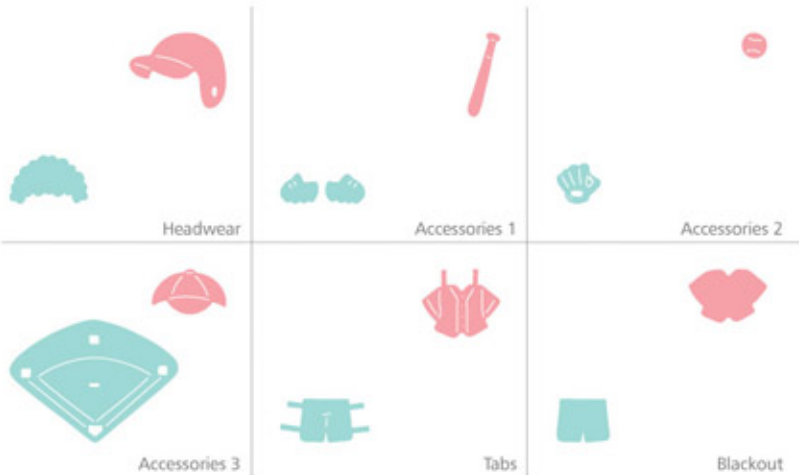 Headwear
Accessories 1
Accessories 2
Accessories 3
Tabs
Blackout